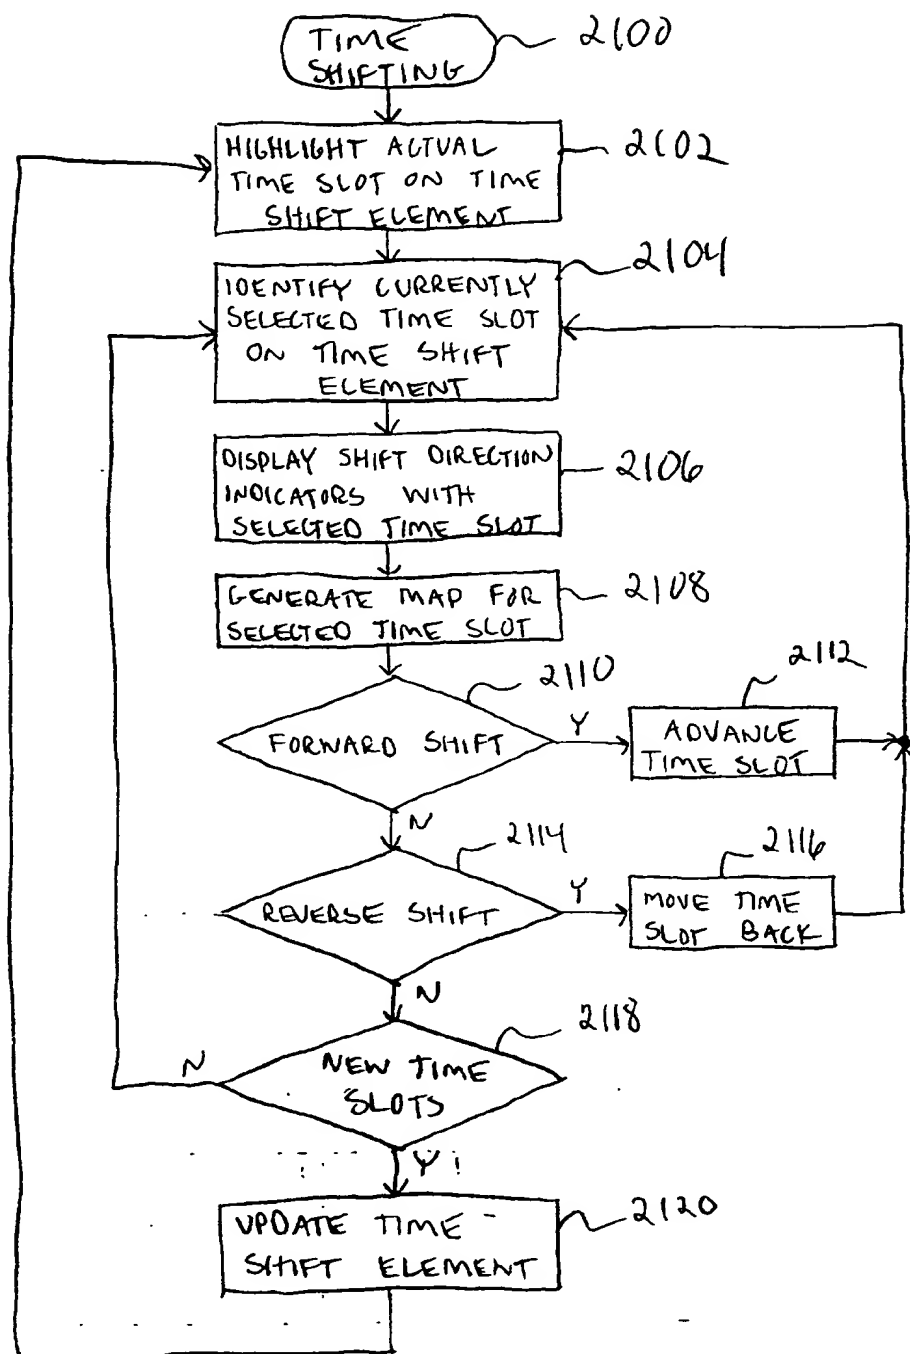 TIME
SHIFTING
2100
HIGHLIGHT ACTUAL
TIME SLOT ON TIME
SHIFT ELEMENT
2102
IDENTIFY CURRENTLY
SELECTED TIME SLOT
ON TIME SHIFT
ELEMENT
2104
DISPLAY SHIFT DIRECTION
INDICATORS WITH
SELECTED TIME SLOT
2106
GENERATE MAP FOR
SELECTED TIME SLOT
2108
FORWARD SHIFT
2110
Y
ADVANCE
TIME SLOT
2112
N
REVERSE SHIFT
2114
Y
MOVE TIME
SLOT BACK
2116
N
NEW TIME
SLOTS
2118
N
Y
UPDATE TIME
SHIFT ELEMENT
2120